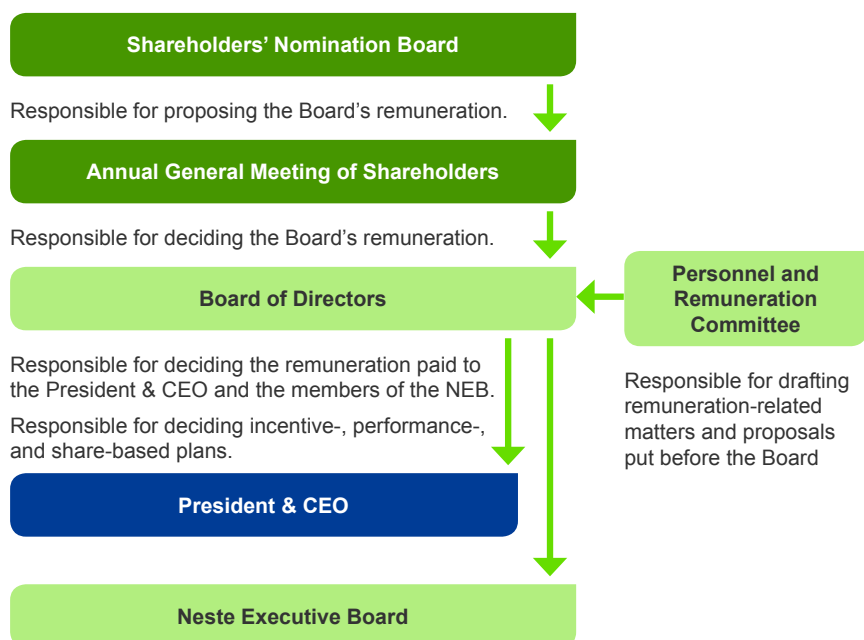 Shareholders’ Nomination Board
Responsible for proposing the Board’s remuneration.
Annual General Meeting of Shareholders
Responsible for deciding the Board’s remuneration.
Board of Directors
Personnel and
Remuneration
Committee
Responsible for deciding the remuneration paid to
the President & CEO and the members of the NEB.
Responsible for deciding incentive-, performance-,
and share-based plans.
Responsible for drafting
remuneration-related
matters and proposals
put before the Board
President & CEO
Neste Executive Board